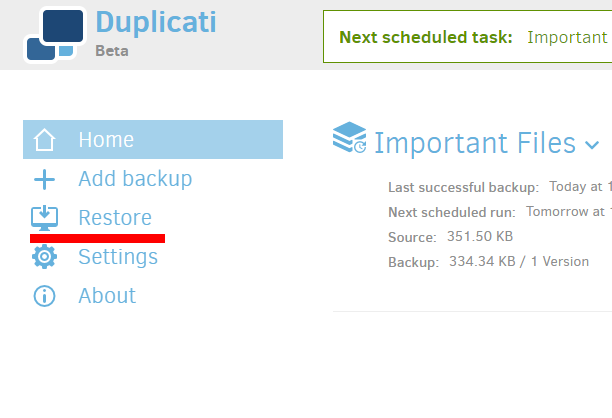 Duplicati
Beta
Next scheduled task: Important
Home
Add backup
Restore
Settings
About
Important Files
Last successful backup: Today at 1
Next scheduled run: Tomorrow at 1
Source: 351.50 KB
Backup: 334.34 KB / 1 Version